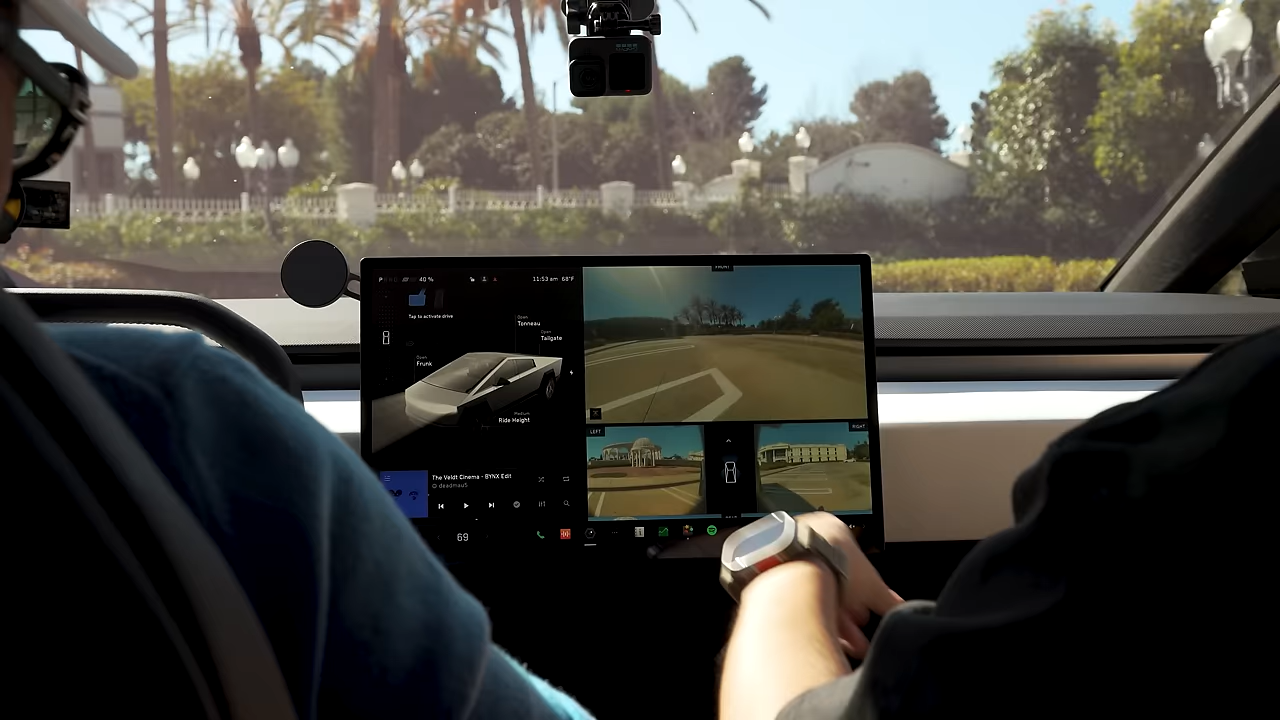 P
40 %
11:53 am 68°F
FRONT
Tap to activate drive
Open
Tonneau
Open
Tailgate
Open
Frunk
Medium
Ride Height
LEFT
RIGHT
The Veldt Cinema - BYNX Edit
deadmau5
69